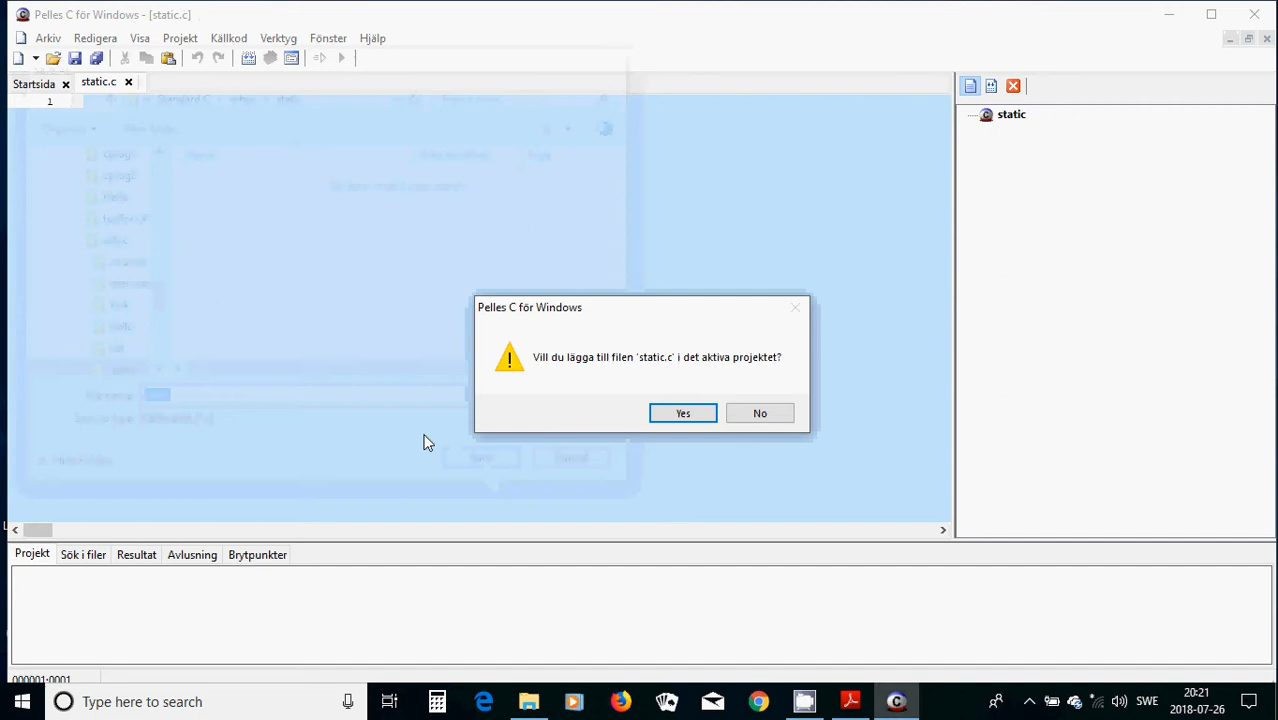 Pelles C för Windows - [static.c]
Arkiv Redigera Visa Projekt Källkod Verktyg Fönster Hjälp
Startsida static.c
1
static
Pelles C för Windows
Vill du lägga till filen 'static.c' i det aktiva projektet?
Yes No
Projekt Sök i filer Resultat Avlusning Brytpunkter
000001:0001
Type here to search
SWE
20:21
2018-07-26